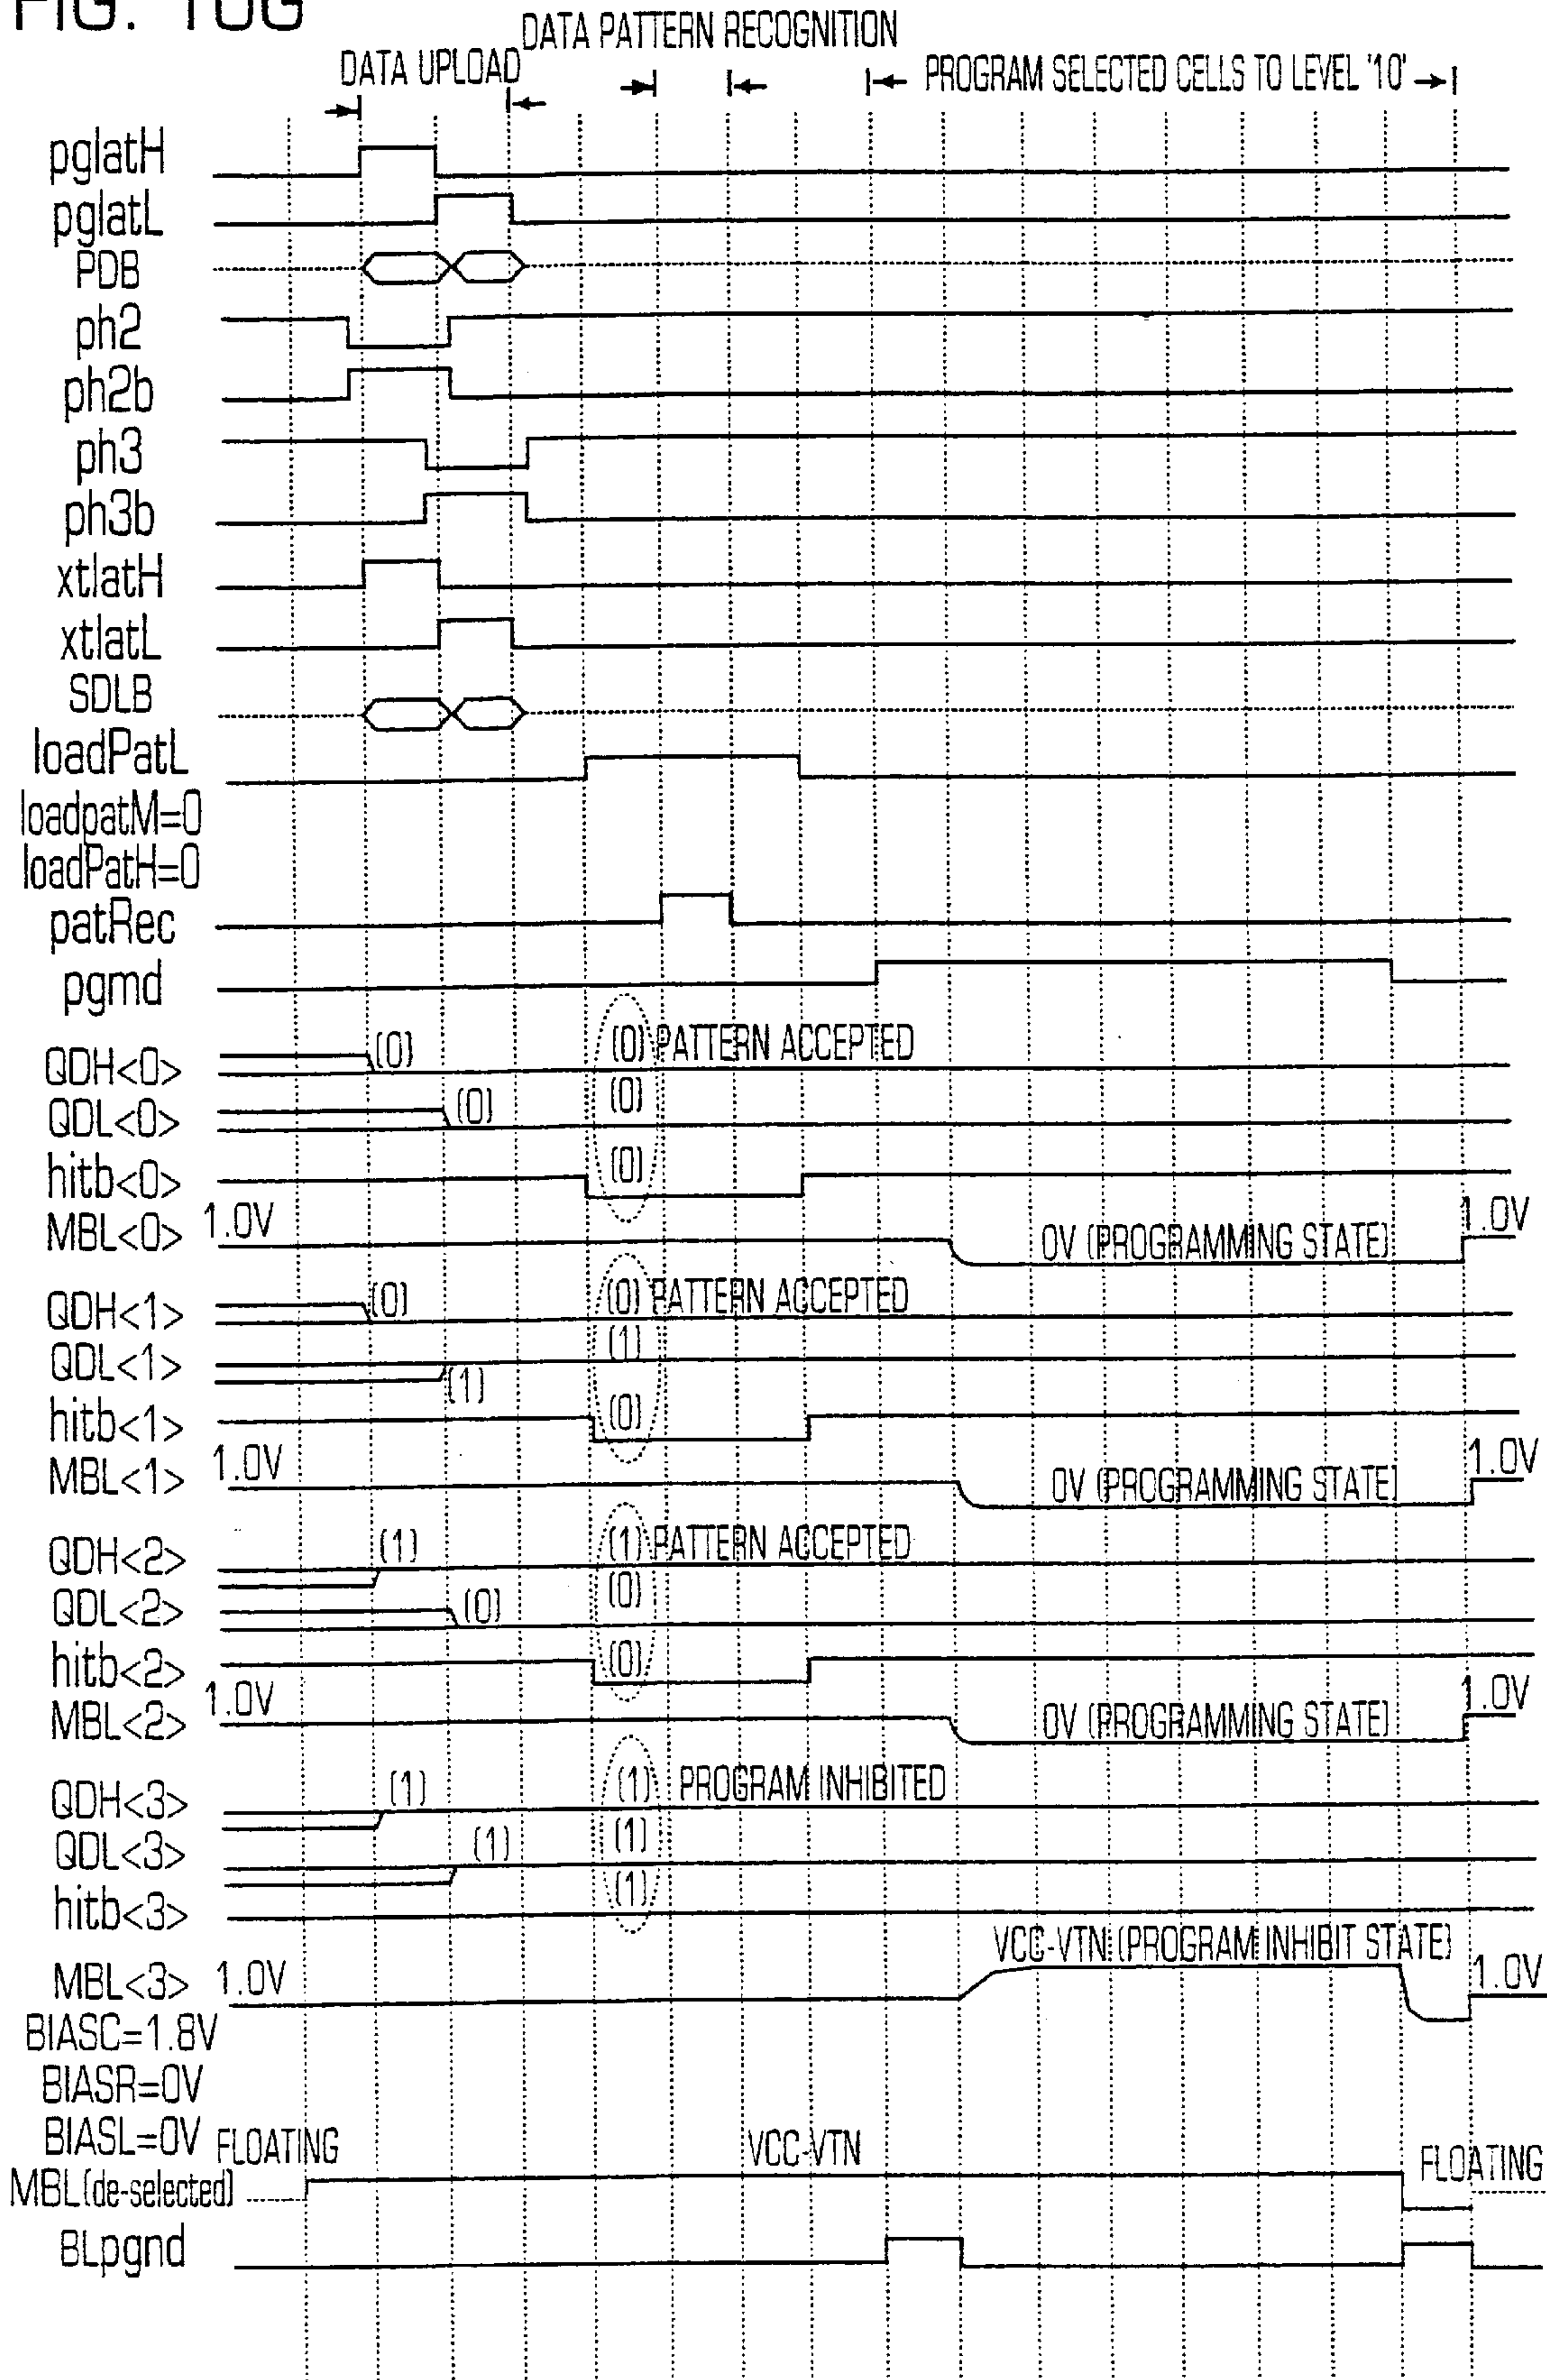 FIG. 10G
DATA PATTERN RECOGNITION
DATA UPLOAD
PROGRAM SELECTED CELLS TO LEVEL '10'
pglatH
pglatL
PDB
ph2
ph2b
ph3
ph3b
xtlatH
xtlatL
SDLB
loadPatL
loadpatM=0
loadPatH=0
patRec
pgmd
QDH<0> (0) (0) PATTERN ACCEPTED
QDL<0> (0) (0)
hitb<0> (0)
MBL<0> 1.0V 0V (PROGRAMMING STATE) 1.0V
QDH<1> (0) (0) PATTERN ACCEPTED
QDL<1> (1) (1)
hitb<1> (0)
MBL<1> 1.0V 0V (PROGRAMMING STATE) 1.0V
QDH<2> (1) (1) PATTERN ACCEPTED
QDL<2> (0) (0)
hitb<2> (0)
MBL<2> 1.0V 0V (PROGRAMMING STATE) 1.0V
QDH<3> (1) (1) PROGRAM INHIBITED
QDL<3> (1) (1)
hitb<3> (1)
VCC-VTN (PROGRAM INHIBIT STATE)
MBL<3> 1.0V 1.0V
BIASC=1.8V
BIASR=0V
BIASL=0V FLOATING VCC-VTN FLOATING
MBL(de-selected)
BLpgnd